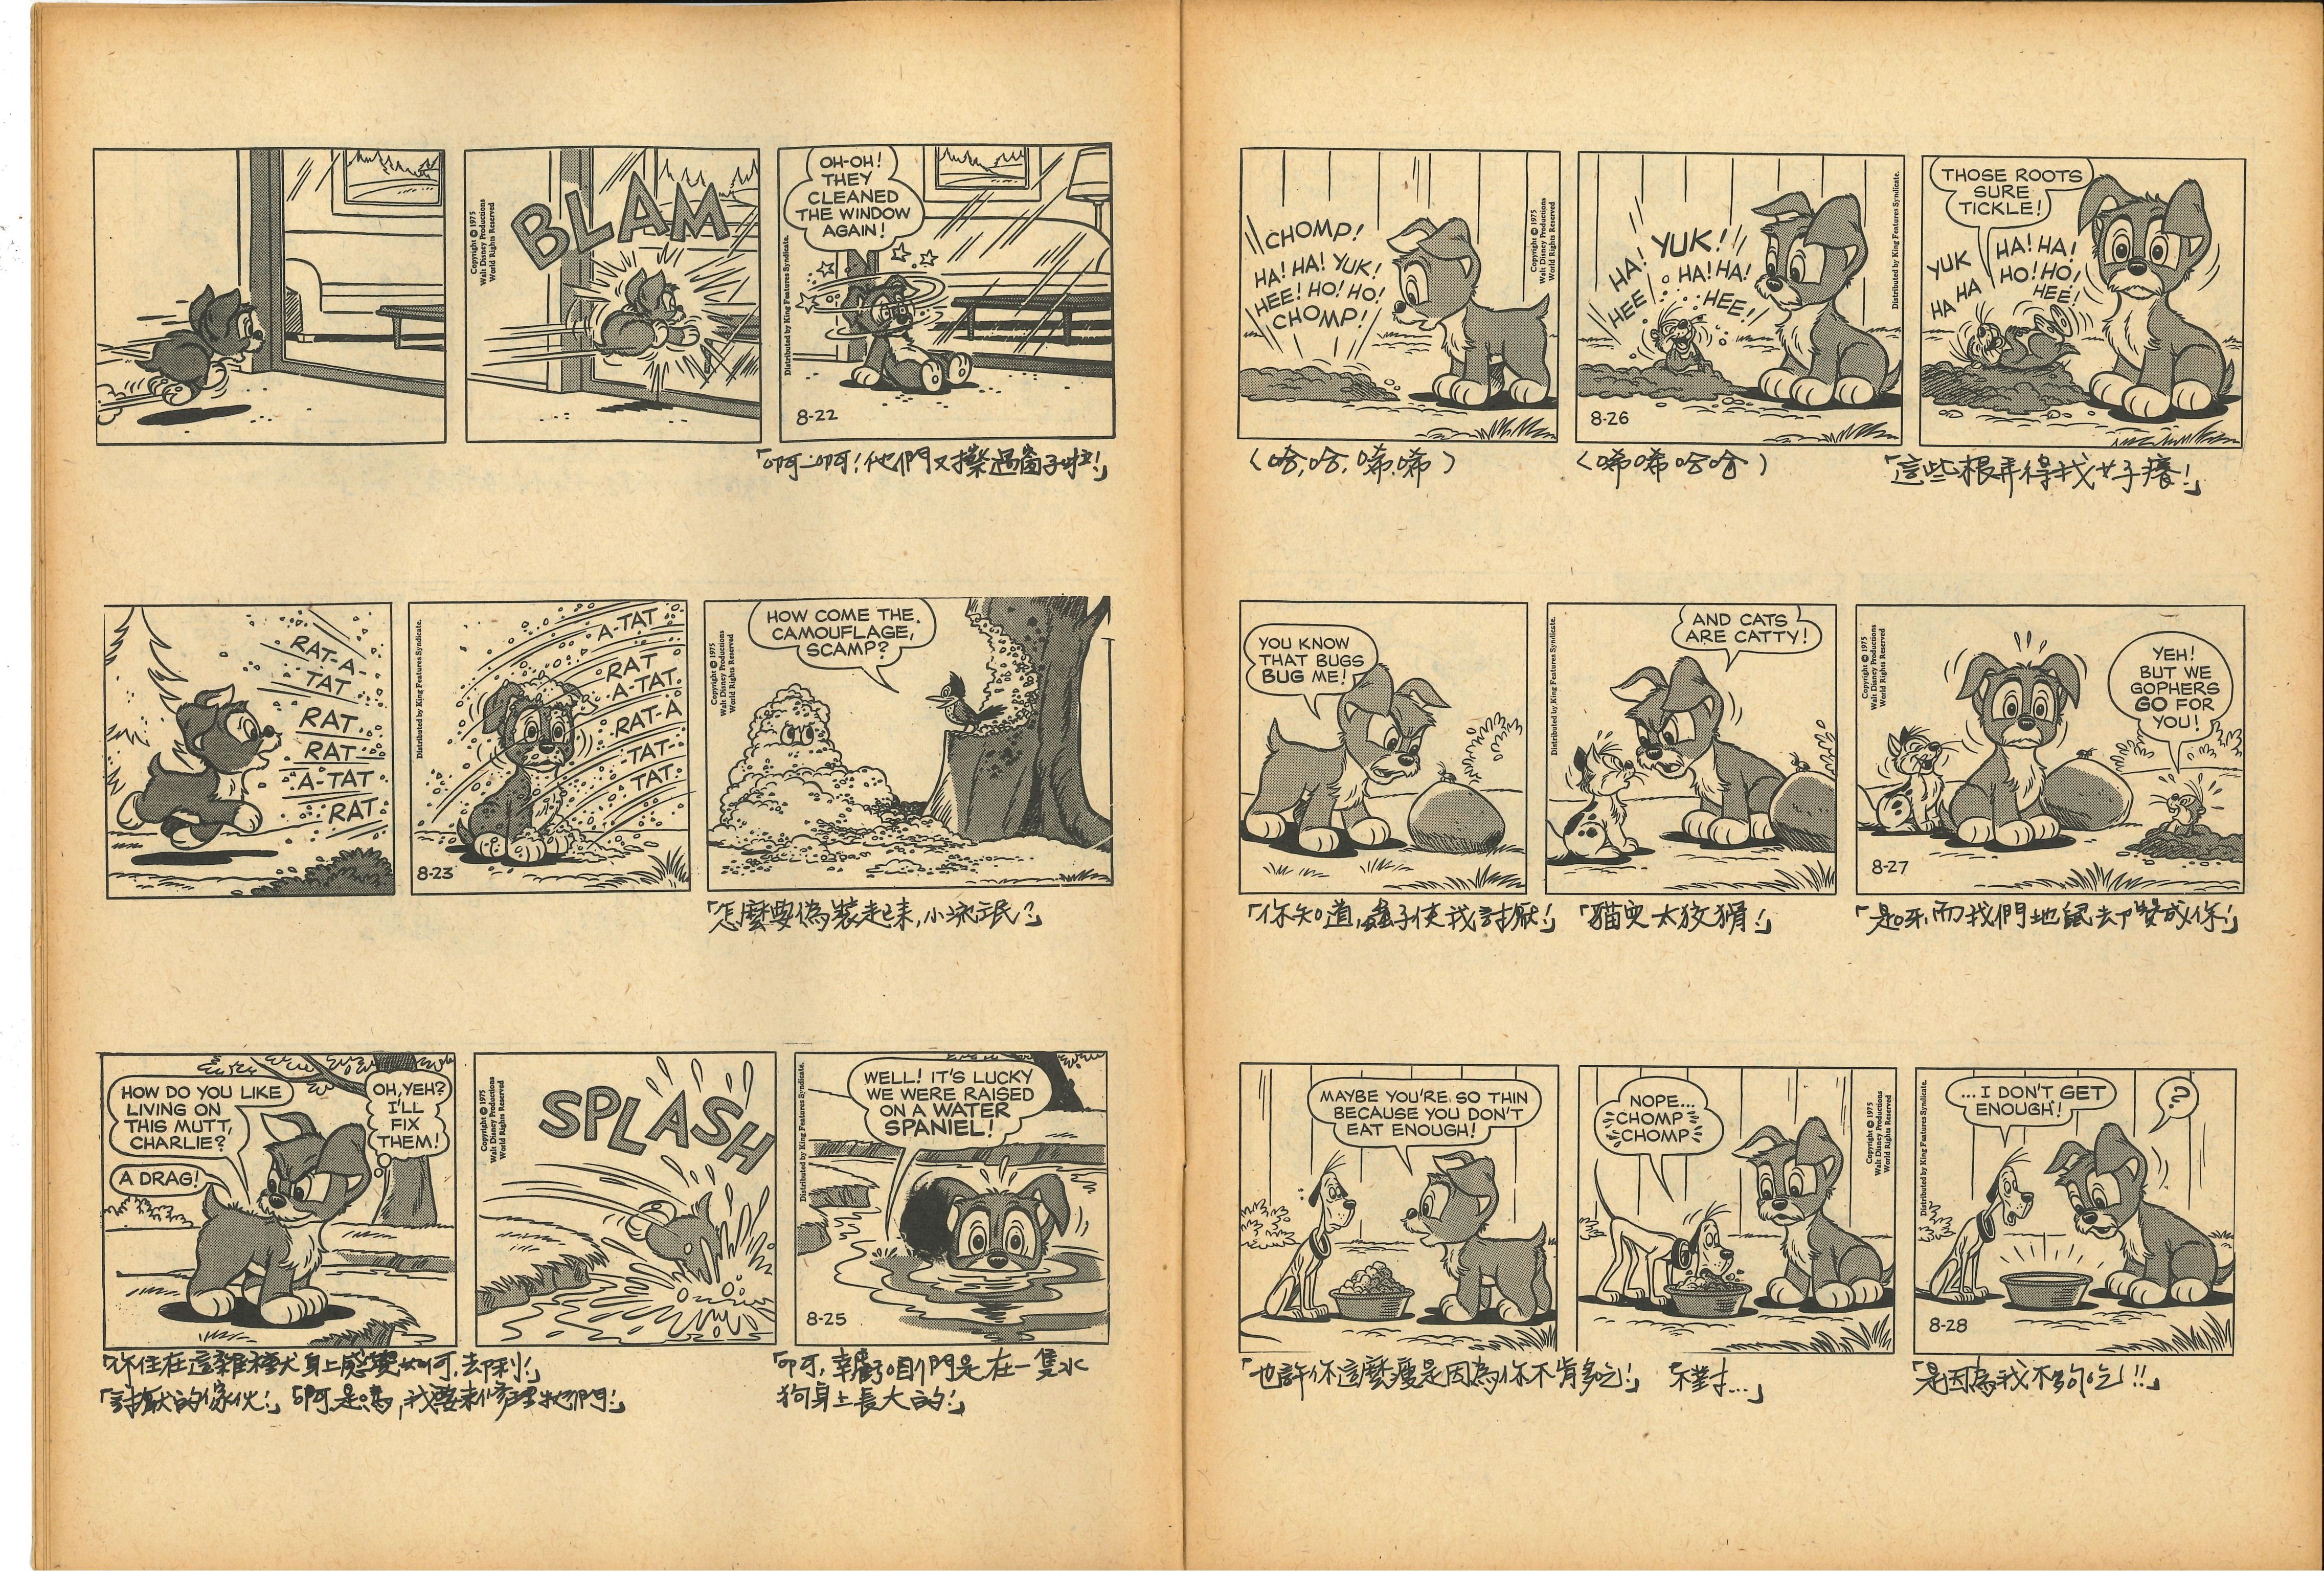 BLAM
Copyright © 1975
Walt Disney Productions
World Rights Reserved
OH-OH!
THEY
CLEANED
THE WINDOW
AGAIN!
Distributed by King Features Syndicate.
8-22
「啊—啊!他們又擦過窗子啦!」
RAT-A
TAT
RAT
RAT
A-TAT
RAT
Distributed by King Features Syndicate.
A-TAT
RAT
A-TAT
RAT-A
TAT
TAT
8-23
Copyright © 1975
Walt Disney Productions
World Rights Reserved
HOW COME THE
CAMOUFLAGE,
SCAMP?
「怎麼要偽裝起來,小流氓?」
HOW DO YOU LIKE
LIVING ON
THIS MUTT,
CHARLIE?
A DRAG!
OH, YEH?
I'LL
FIX
THEM!
Copyright © 1975
Walt Disney Productions
World Rights Reserved
SPLASH
Distributed by King Features Syndicate.
WELL! IT'S LUCKY
WE WERE RAISED
ON A WATER
SPANIEL!
8-25
「你住在這雜種犬身上感覺如何,却利!」
「討厭的傢伙!」「啊是嗎,我要來修理他們!」
「啊,幸虧咱們是在一隻水
狗身上長大的!」
CHOMP!
HA! HA! YUK!
HEE! HO! HO!
CHOMP!
Copyright © 1975
Walt Disney Productions
World Rights Reserved
HA!
YUK!
HA! HA!
HEE!
HEE!
8-26
Distributed by King Features Syndicate.
THOSE ROOTS
SURE
TICKLE!
YUK
HA HA
HA! HA!
HO! HO!
HEE!
(哈,哈,唏,唏)
(唏唏哈哈)
「這些根弄得我好癢!」
YOU KNOW
THAT BUGS
BUG ME!
Distributed by King Features Syndicate.
AND CATS
ARE CATTY!
Copyright © 1975
Walt Disney Productions
World Rights Reserved
YEH!
BUT WE
GOPHERS
GO FOR
YOU!
8-27
「你知道,蟲子使我討厭!」
「貓兒太狡猾!」
「是呀,而我們地鼠去下變成你!」
MAYBE YOU'RE SO THIN
BECAUSE YOU DON'T
EAT ENOUGH!
NOPE...
CHOMP
CHOMP
Copyright © 1975
Walt Disney Productions
World Rights Reserved
Distributed by King Features Syndicate.
...I DON'T GET
ENOUGH!
?
8-28
「也許你這麼瘦是因為你不肯多吃!」
「不對...」
「是因為我不夠吃!!」